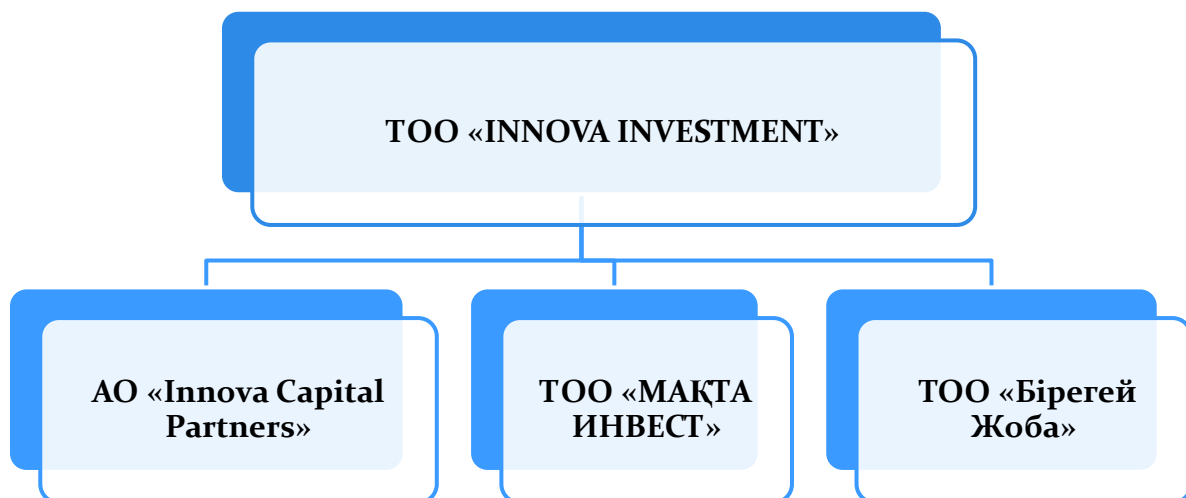 ТОО «INNOVA INVESTMENT»
АО «Innova Capital
Partners»
ТОО «МАҚТА
ИНВЕСТ»
ТОО «Бірегей
Жоба»